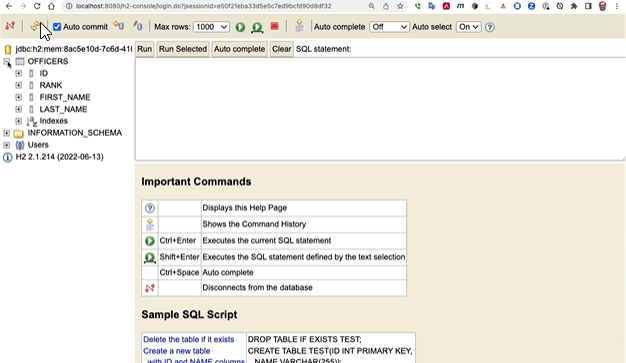 localhost:8080/h2-console/login.do?jsessionid=e50f21eba33d5e5c7ed9bcfd90d8df32
Auto commit Max rows: 1000 Auto complete Off Auto select On
jdbc:h2:mem:8ac5e10d-7c6d-41
OFFICERS
ID
RANK
FIRST_NAME
LAST_NAME
Indexes
INFORMATION_SCHEMA
Users
H2 2.1.214 (2022-06-13)
Run Run Selected Auto complete Clear SQL statement:
Important Commands
Displays this Help Page
Shows the Command History
Ctrl+Enter Executes the current SQL statement
Shift+Enter Executes the SQL statement defined by the text selection
Ctrl+Space Auto complete
Disconnects from the database
Sample SQL Script
Delete the table if it exists DROP TABLE IF EXISTS TEST;
Create a new table CREATE TABLE TEST(ID INT PRIMARY KEY,
with ID and NAME columns NAME VARCHAR(255));